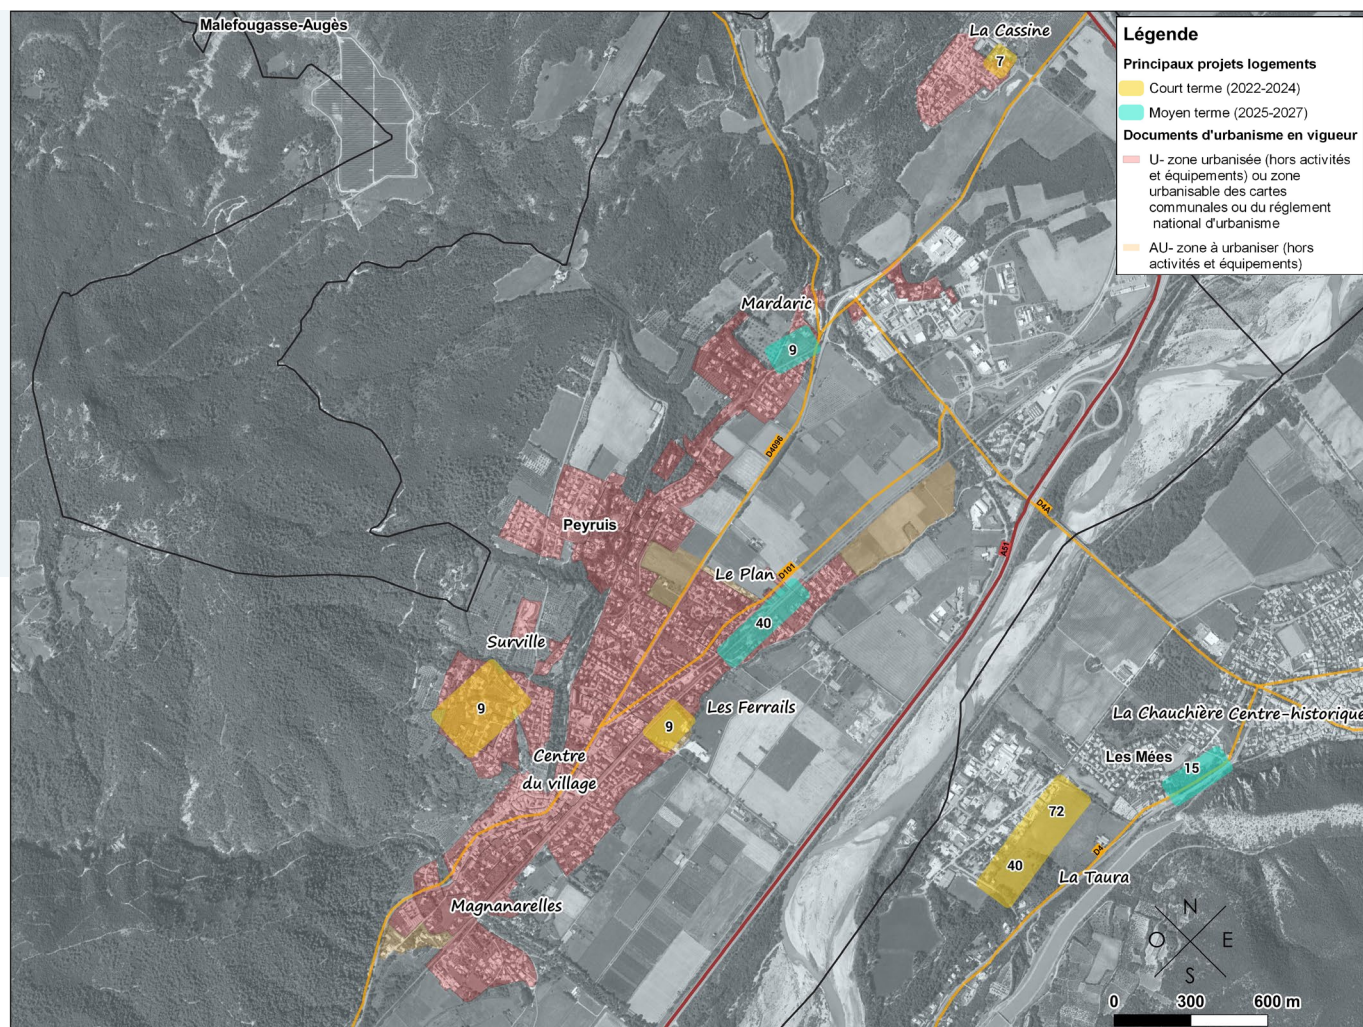 Malefougasse-Augès
La Cassine
7
Légende
Principaux projets logements
Court terme (2022-2024)
Moyen terme (2025-2027)
Documents d'urbanisme en vigueur
U- zone urbanisée (hors activités
et équipements) ou zone
urbanisable des cartes
communales ou du réglement
national d'urbanisme
AU- zone à urbaniser (hors
activités et équipements)
Mardaric
9
D4096
D4A
Peyruis
A51
Le Plan
D101
40
Surville
9
Les Ferrails
9
La Chauchière Centre-historique
Centre
du village
Les Mées
15
72
40
D4
La Taura
Magnanarelles
N
O
E
S
0 300 600 m